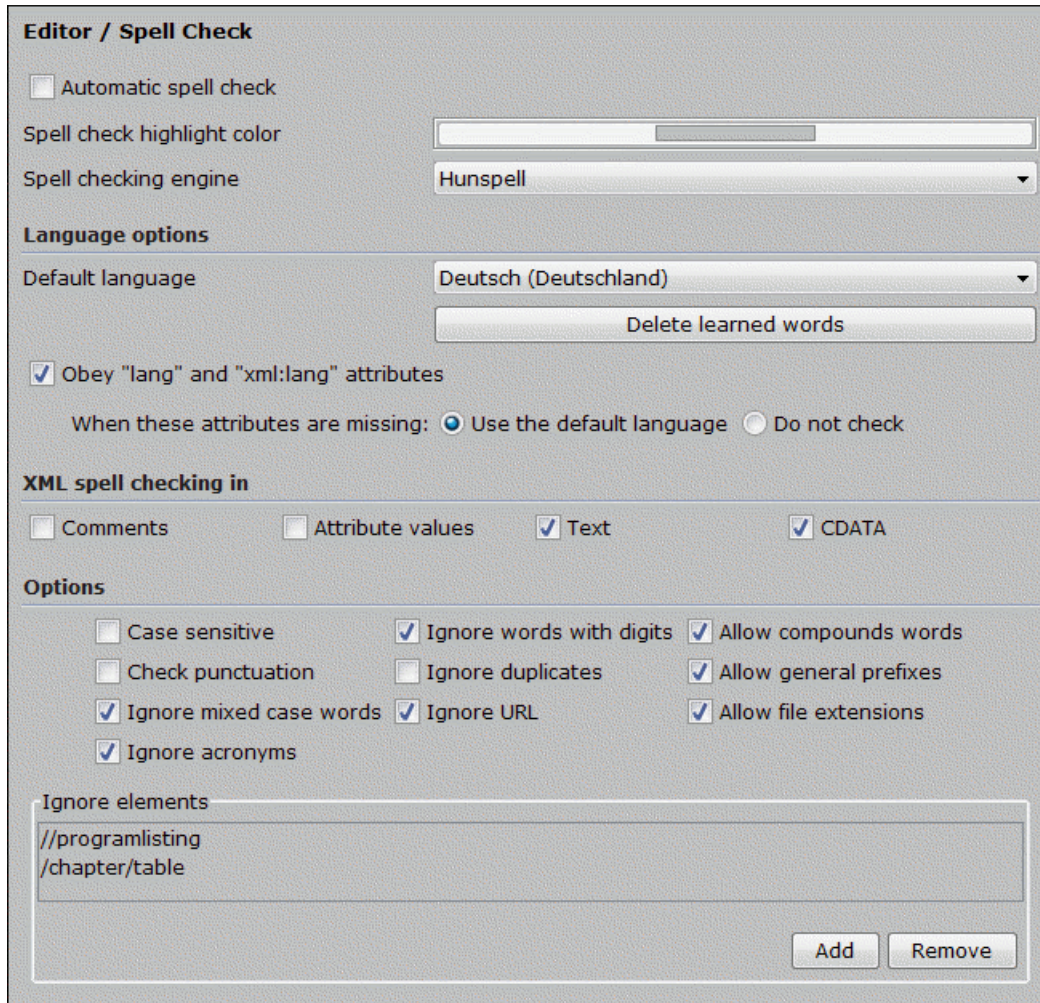 Editor / Spell Check
Automatic spell check
Spell check highlight color
Spell checking engine Hunspell
Language options
Default language Deutsch (Deutschland)
Delete learned words
Obey "lang" and "xml:lang" attributes
When these attributes are missing: Use the default language Do not check
XML spell checking in
Comments Attribute values Text CDATA
Options
Case sensitive Ignore words with digits Allow compounds words
Check punctuation Ignore duplicates Allow general prefixes
Ignore mixed case words Ignore URL Allow file extensions
Ignore acronyms
Ignore elements
//programlisting
/chapter/table
Add Remove